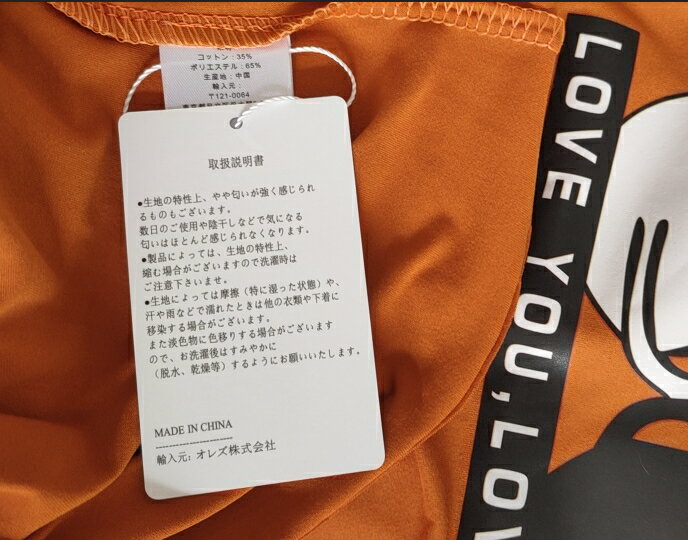 コットン：35%
ポリエステル：65%
生産地：中国
輸入元：
〒121-0064
取扱説明書
●生地の特性上、やや匂いが強く感じられ
るものもございます。
数日のご使用や陰干しなどで気になる
匂いはほとんど感じられなくなります。
●製品によっては、生地の特性上、
縮む場合がございますので洗濯時は
ご注意下さいませ。
●生地によっては摩擦（特に湿った状態）や、
汗や雨などで濡れたときは他の衣類や下着に
移染する場合がございます。
また淡色物に色移りする場合がございます
ので、お洗濯後はすみやかに
（脱水、乾燥等）するようにお願いいたします。
MADE IN CHINA
輸入元: オレズ株式会社
LOVE YOU,LOV